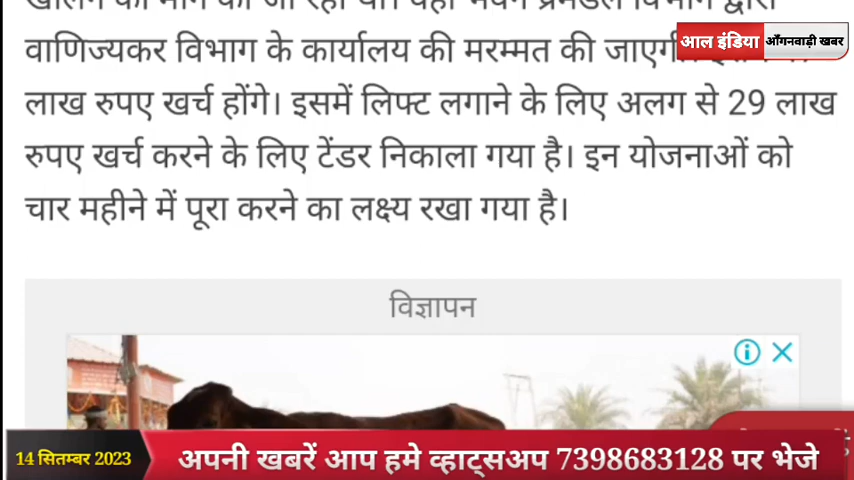 वाणिज्यकर विभाग के कार्यालय की मरम्मत की
लाख रुपए खर्च होंगे। इसमें लिफ्ट लगाने के लिए अलग से 29 लाख
रुपए खर्च करने के लिए टेंडर निकाला गया है। इन योजनाओं को
चार महीने में पूरा करने का लक्ष्य रखा गया है।
आल इंडिया आँगनवाड़ी खबर
विज्ञापन
14 सितम्बर 2023
अपनी खबरें आप हमे व्हाट्सअप 7398683128 पर भेजे